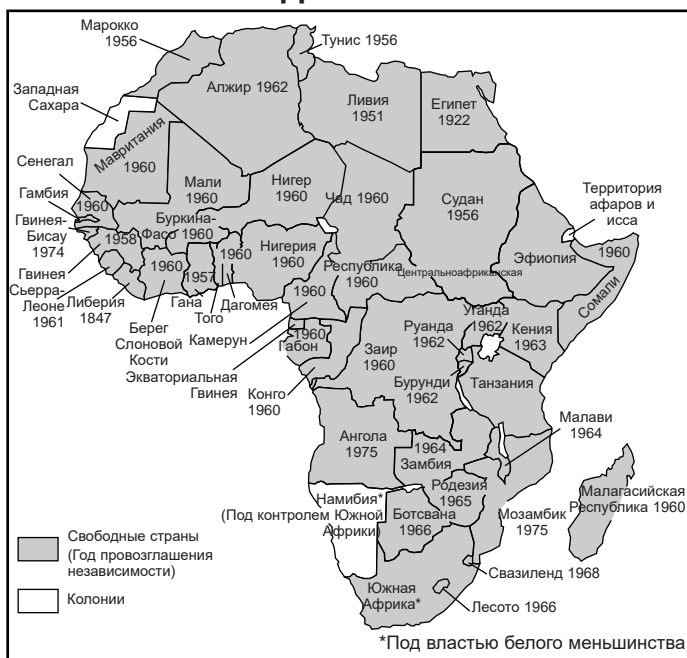 Марокко
1956
Тунис 1956
Западная
Сахара
Алжир 1962
Ливия
1951
Египет
1922
Мавритания
1960
Сенегал
1960
Мали
1960
Нигер
1960
Чад 1960
Судан
1956
Территория
афаров и
исса
Гамбия
Гвинея-
Бисау
1974
1958
Буркина-
Фасо 1960
Нигерия
1960
1960
Эфиопия
1960
Сомали
Гвинея
Сьерра-
Леоне
1961
Либерия
1847
1960
1957
Гана
Того
Дагомея
Республика
1960
Центральноафриканская
Берег
Слоновой
Кости
Камерун
1960
Экваториальная
Гвинея
1960
Габон
Конго
1960
Заир
1960
Руанда
1962
Уганда
1962
Кения
1963
Бурунди
1962
Танзания
Малави
1964
Ангола
1975
1964
Замбия
Родезия
1965
Малагасийская
Республика 1960
Намибия*
(Под контролем Южной
Африки)
Ботсвана
1966
Мозамбик
1975
Свободные страны
(Год провозглашения
независимости)
Колонии
Южная
Африка*
Свазиленд 1968
Лесото 1966
*Под властью белого меньшинства